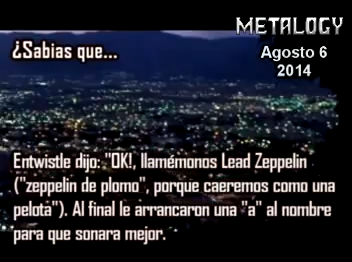 METALOGY
¿Sabias que...
Agosto 6
2014
Entwistle dijo: "OK!, llamémonos Lead Zeppelin
("zeppelin de plomo", porque caeremos como una
pelota"). Al final le arrancaron una "a" al nombre
para que sonara mejor.